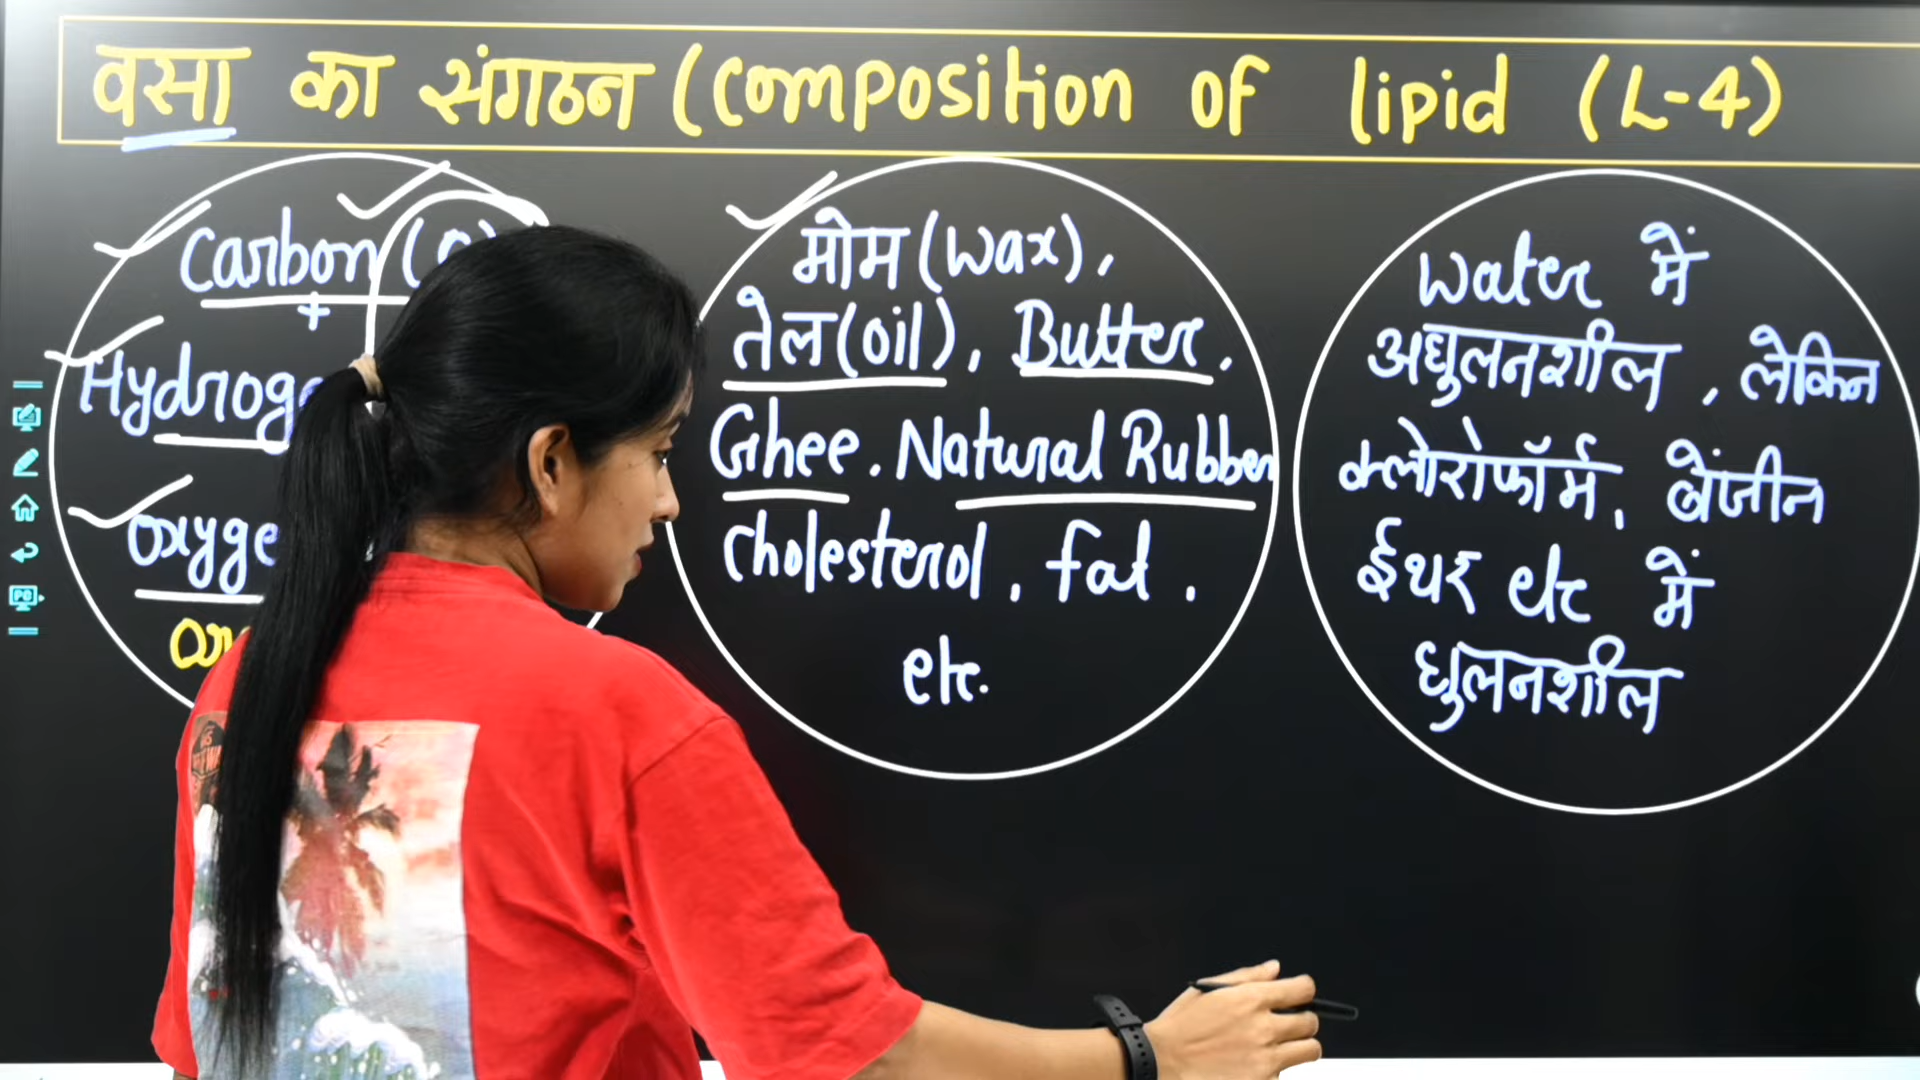 वसा का संगठन (Composition of lipid (L-4)
Carbon (
+
Hydroge
Oxyge
मोम (wax),
तेल (oil), Butter,
Ghee, Natural Rubber
Cholesterol, fat,
etc.
Water में
अघुलनशील, लेकिन
क्लोरोफॉर्म, बेंजीन
ईथर etc में
घुलनशील